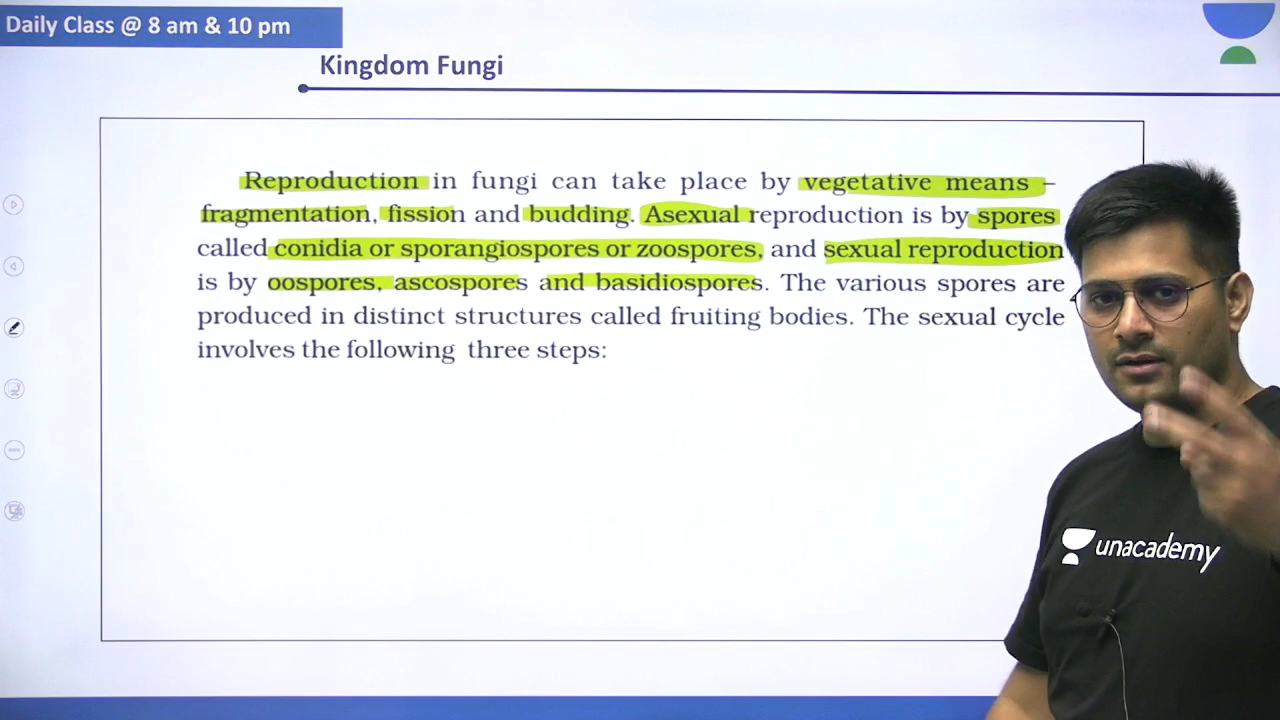 Daily Class @ 8 am & 10 pm
Kingdom Fungi
Reproduction in fungi can take place by vegetative means –
fragmentation, fission and budding. Asexual reproduction is by spores
called conidia or sporangiospores or zoospores, and sexual reproduction
is by oospores, ascospores and basidiospores. The various spores are
produced in distinct structures called fruiting bodies. The sexual cycle
involves the following three steps:
unacademy